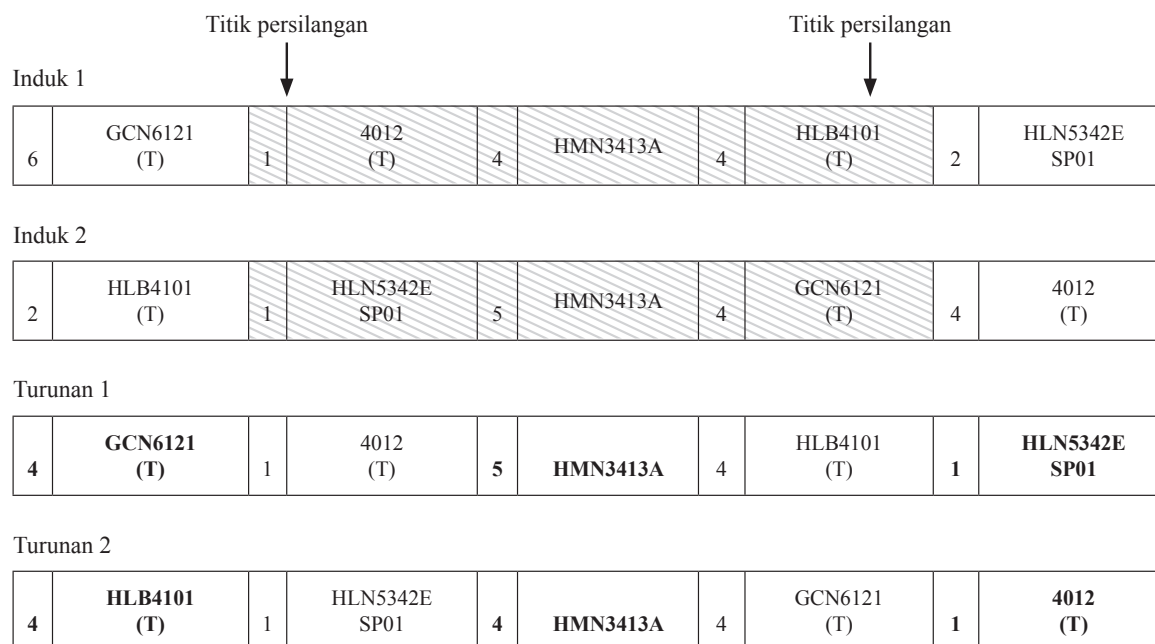 Titik persilangan Titik persilangan
Induk 1
6 GCN6121 (T) 1 4012 (T) 4 HMN3413A 4 HLB4101 (T) 2 HLN5342E SP01
Induk 2
2 HLB4101 (T) 1 HLN5342E SP01 5 HMN3413A 4 GCN6121 (T) 4 4012 (T)
Turunan 1
4 GCN6121 (T) 1 4012 (T) 5 HMN3413A 4 HLB4101 (T) 1 HLN5342E SP01
Turunan 2
4 HLB4101 (T) 1 HLN5342E SP01 4 HMN3413A 4 GCN6121 (T) 1 4012 (T)